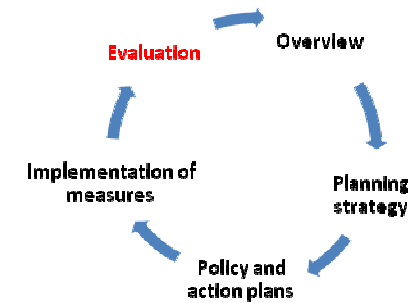 Overview
Evaluation
Planning
strategy
Implementation of
measures
Policy and
action plans